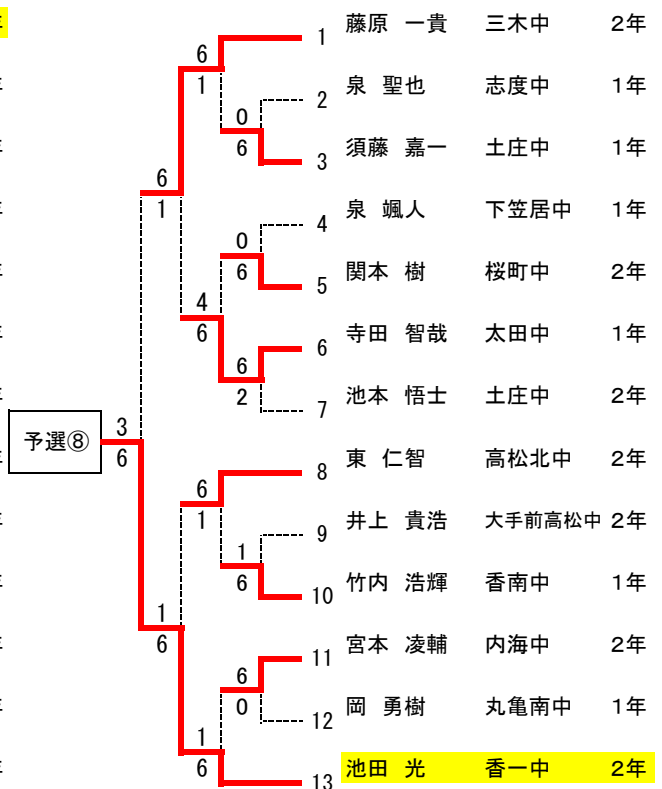 1 藤原 一貴 三木中 2年
6
1
2 泉 聖也 志度中 1年
0
6
3 須藤 嘉一 土庄中 1年
6
1
4 泉 颯人 下笠居中 1年
0
6
5 関本 樹 桜町中 2年
4
6
6 寺田 智哉 太田中 1年
6
2
7 池本 悟士 土庄中 2年
予選⑧
3
6
8 東 仁智 高松北中 2年
6
1
9 井上 貴浩 大手前高松中 2年
1
6
10 竹内 浩輝 香南中 1年
1
6
11 宮本 凌輔 内海中 2年
6
0
12 岡 勇樹 丸亀南中 1年
1
6
13 池田 光 香一中 2年